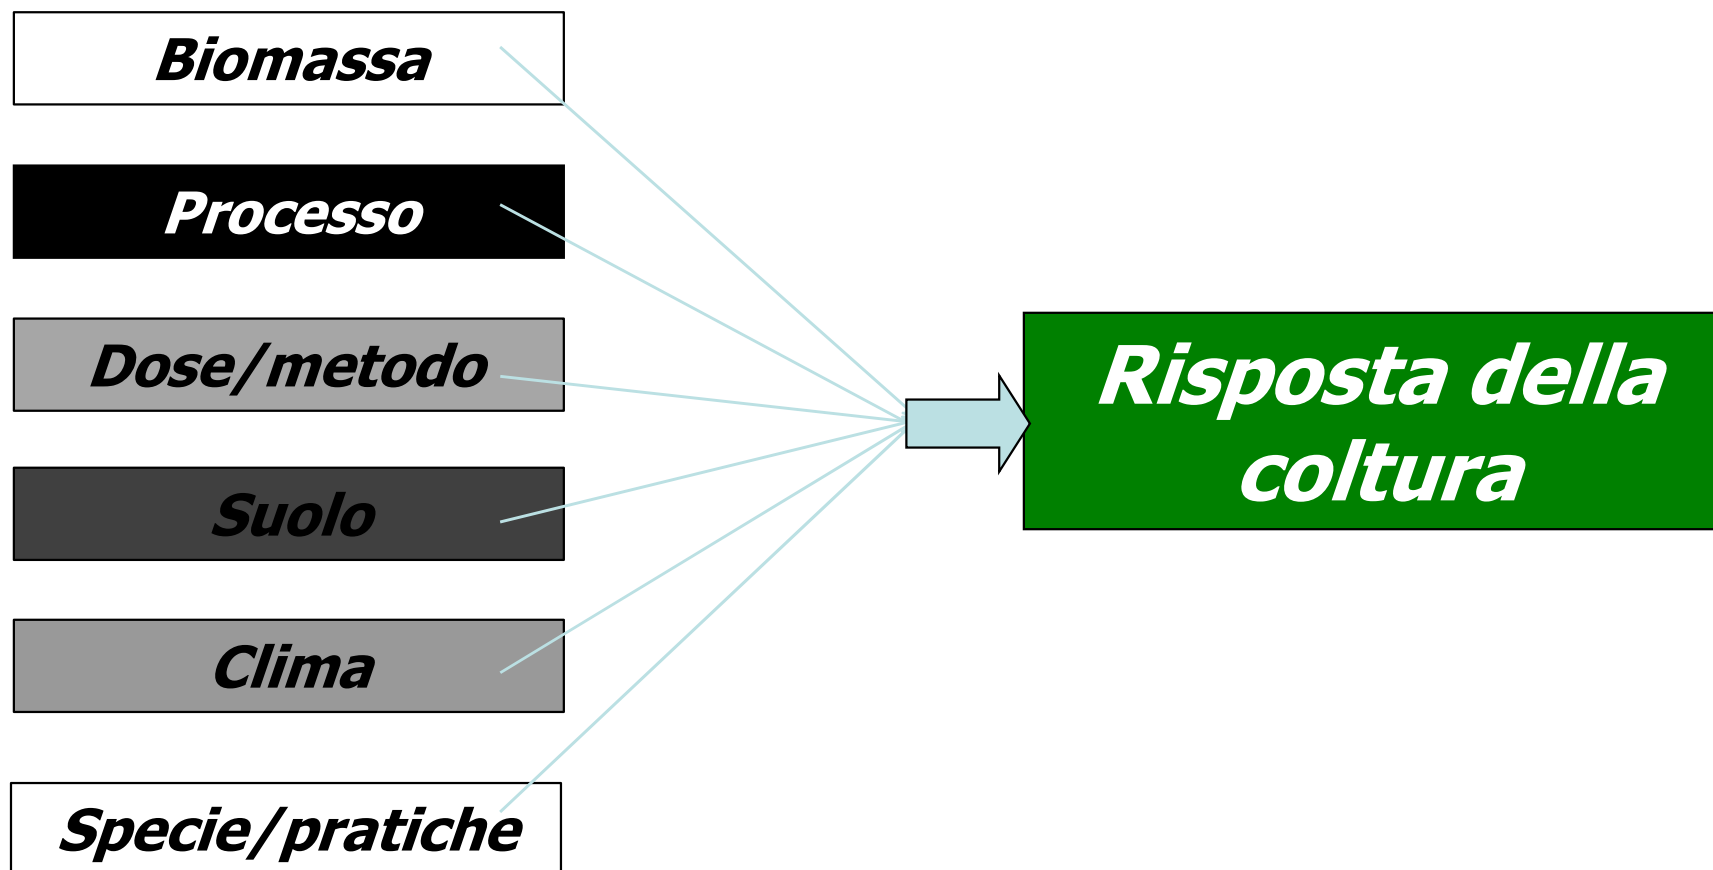 Biomassa
Processo
Dose/metodo
Suolo
Clima
Specie/pratiche
Risposta della
coltura